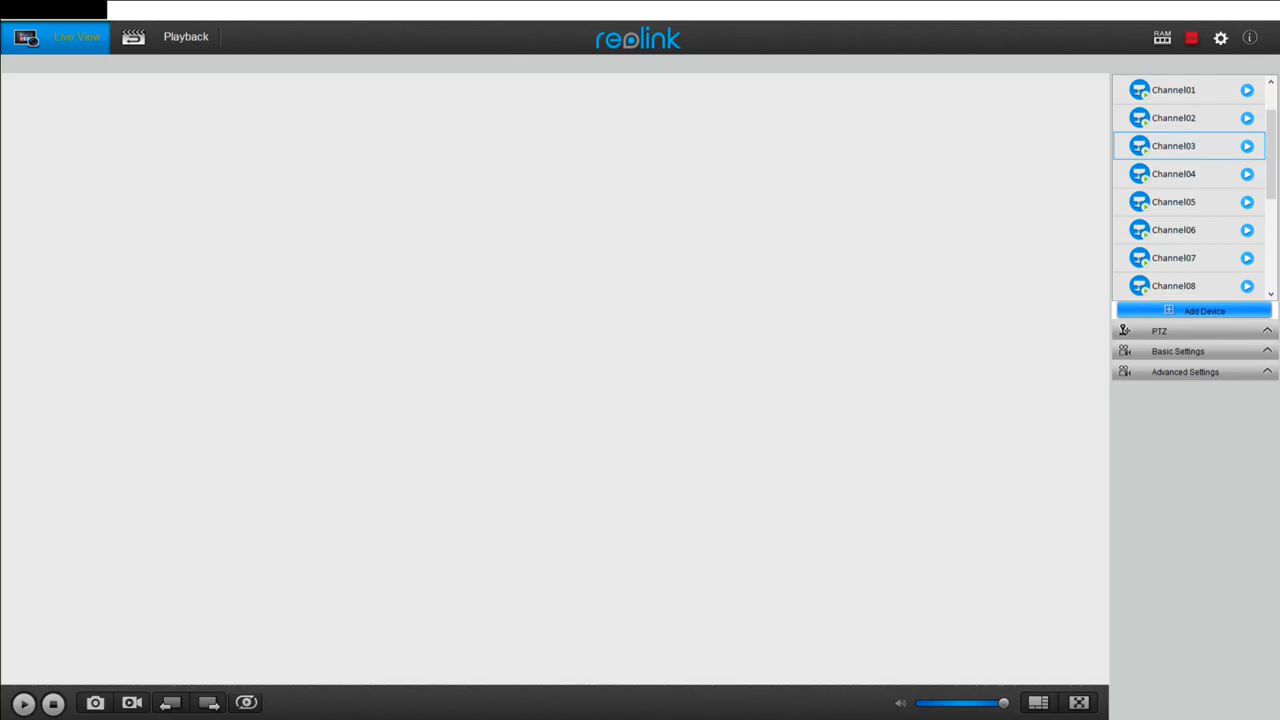 Live View
Playback
reolink
RAM
Channel01
Channel02
Channel03
Channel04
Channel05
Channel06
Channel07
Channel08
Add Device
PTZ
Basic Settings
Advanced Settings